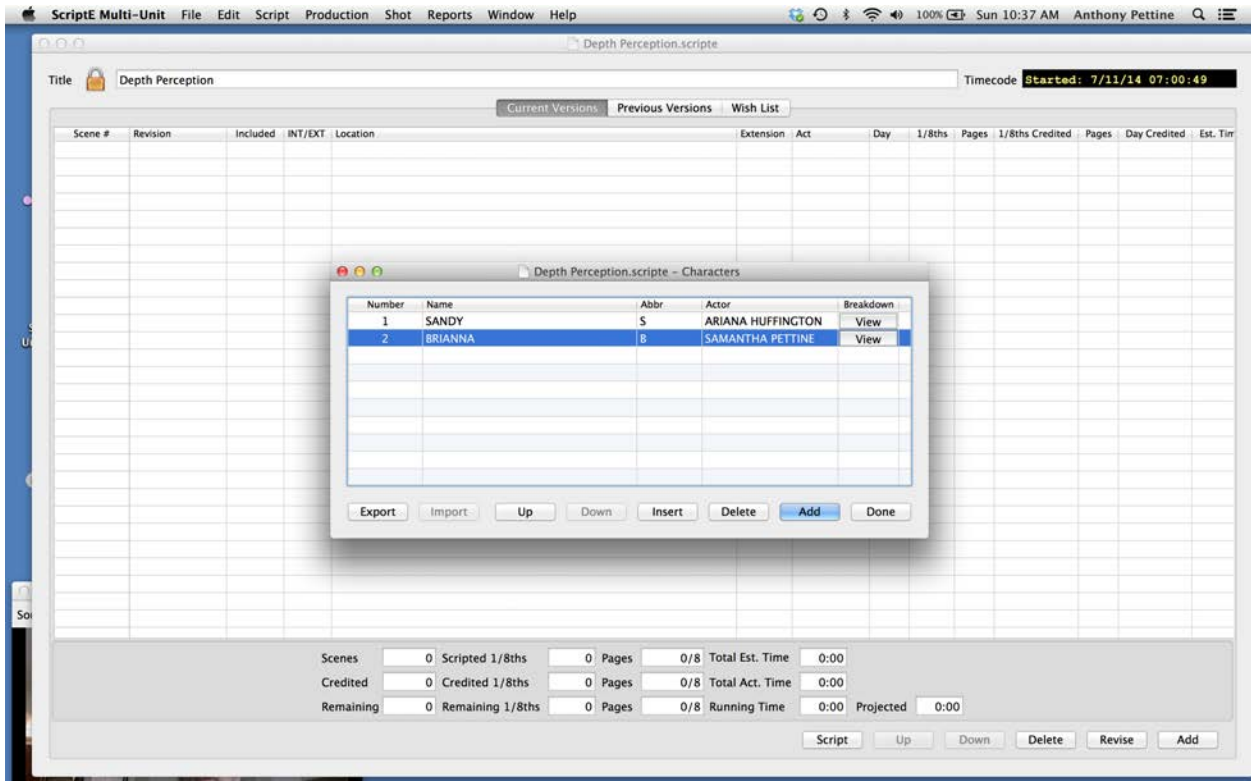 ScriptE Multi-Unit File Edit Script Production Shot Reports Window Help 100% Sun 10:37 AM Anthony Pettine
Depth Perception.scripte
Title Depth Perception Timecode Started: 7/11/14 07:00:49
Current Versions Previous Versions Wish List
Scene # Revision Included INT/EXT Location Extension Act Day 1/8ths Pages 1/8ths Credited Pages Day Credited Est. Tim
Depth Perception.scripte - Characters
Number Name Abbr Actor Breakdown
1 SANDY S ARIANA HUFFINGTON View
2 BRIANNA B SAMANTHA PETTINE View
Export Import Up Down Insert Delete Add Done
Scenes 0 Scripted 1/8ths 0 Pages 0/8 Total Est. Time 0:00
Credited 0 Credited 1/8ths 0 Pages 0/8 Total Act. Time 0:00
Remaining 0 Remaining 1/8ths 0 Pages 0/8 Running Time 0:00 Projected 0:00
Script Up Down Delete Revise Add